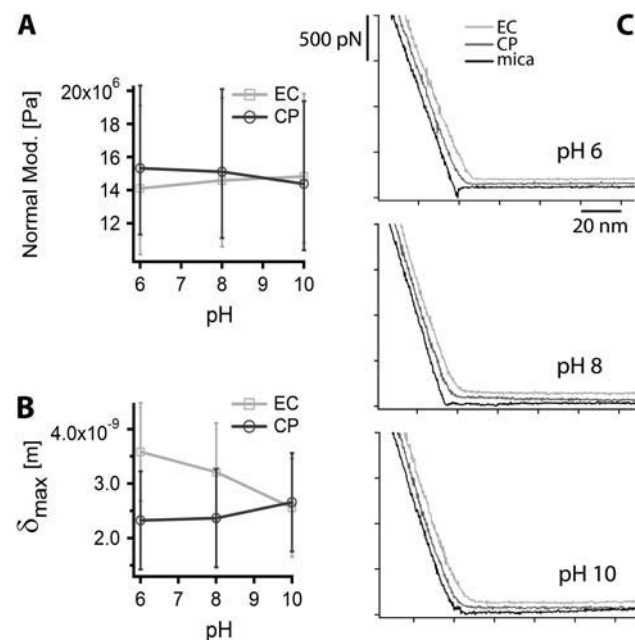 A
Normal Mod. [Pa]
20x10⁶
16
14
12
EC
CP
6 7 8 9 10
pH
B
δmax [m]
4.0x10⁻⁹
3.0
2.0
EC
CP
6 7 8 9 10
pH
C
500 pN
EC
CP
mica
pH 6
20 nm
pH 8
pH 10